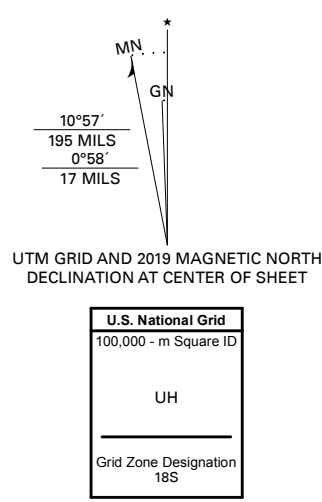 ★
MN
GN
10°57´
195 MILS
0°58´
17 MILS
UTM GRID AND 2019 MAGNETIC NORTH
DECLINATION AT CENTER OF SHEET
U.S. National Grid
100,000 - m Square ID
UH
Grid Zone Designation
18S